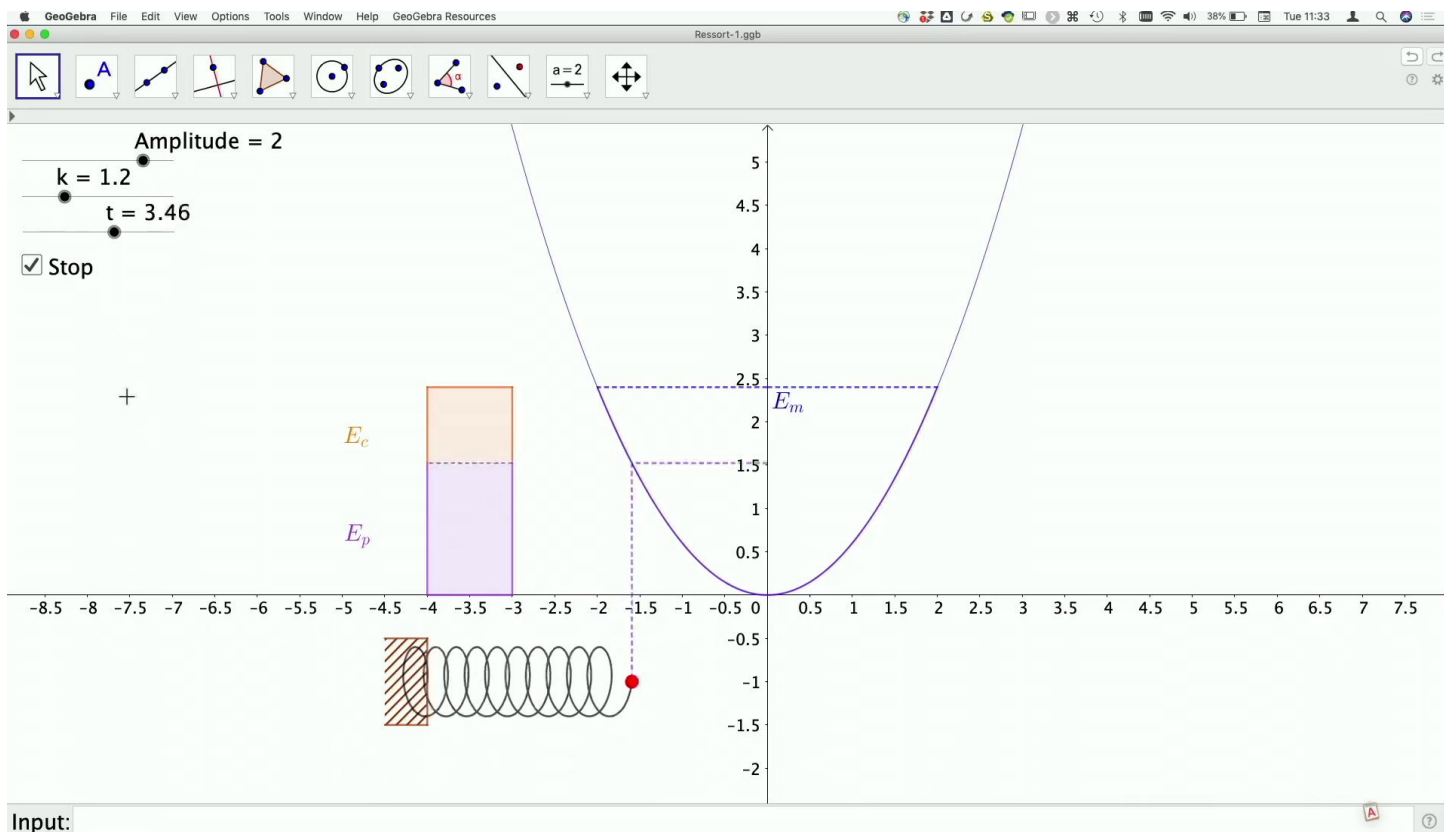 GeoGebra File Edit View Options Tools Window Help GeoGebra Resources 38% Tue 11:33
Ressort-1.ggb
A α a=2
Amplitude = 2
k = 1.2
t = 3.46
Stop
5
4.5
4
3.5
3
2.5
E_m
2
E_c
1.5
1
E_p
0.5
-8.5 -8 -7.5 -7 -6.5 -6 -5.5 -5 -4.5 -4 -3.5 -3 -2.5 -2 -1.5 -1 -0.5 0 0.5 1 1.5 2 2.5 3 3.5 4 4.5 5 5.5 6 6.5 7 7.5
-0.5
-1
-1.5
-2
Input:
A